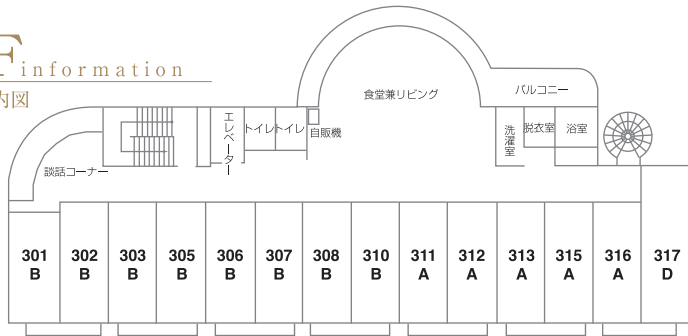 F information
内図
食堂兼リビング
バルコニー
エレベーター
トイレ
トイレ
自販機
洗濯室
脱衣室
浴室
談話コーナー
301
B
302
B
303
B
305
B
306
B
307
B
308
B
310
B
311
A
312
A
313
A
315
A
316
A
317
D